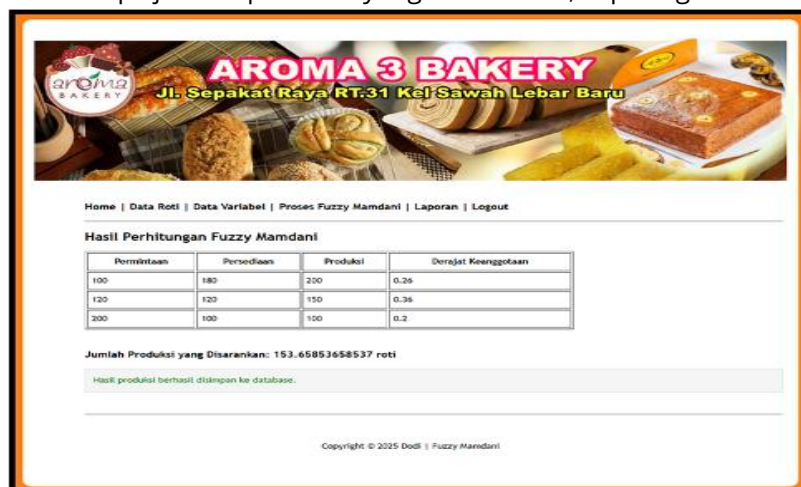 aroma
BAKERY
AROMA 3 BAKERY
Jl. Sepakat Raya RT.31 Kel Sawah Lebar Baru
Home | Data Roti | Data Variabel | Proses Fuzzy Mamdani | Laporan | Logout
Hasil Perhitungan Fuzzy Mamdani
Permintaan Persediaan Produksi Derajat Keanggotaan
100 180 200 0.26
120 120 150 0.36
200 100 100 0.2
Jumlah Produksi yang Disarankan: 153.65853658537 roti
Hasil produksi berhasil disimpan ke database.
Copyright © 2025 Dodi | Fuzzy Mamdani